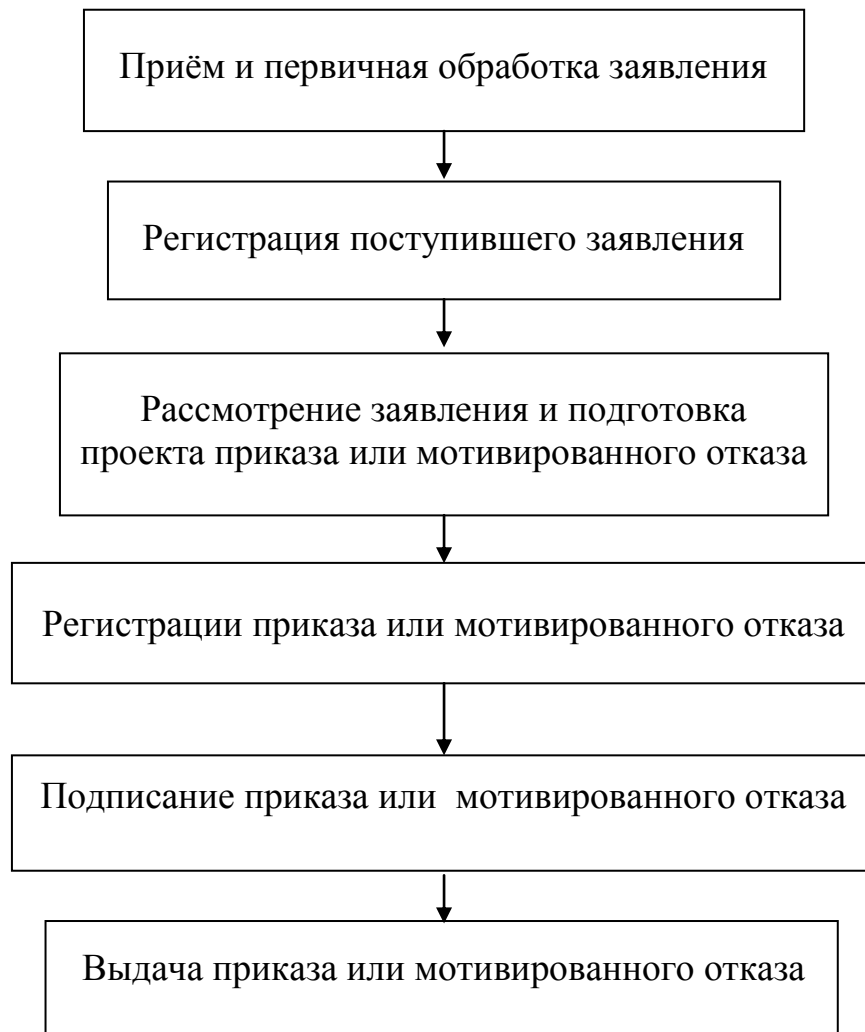 Приём и первичная обработка заявления
Регистрация поступившего заявления
Рассмотрение заявления и подготовка
проекта приказа или мотивированного отказа
Регистрации приказа или мотивированного отказа
Подписание приказа или  мотивированного отказа
Выдача приказа или мотивированного отказа